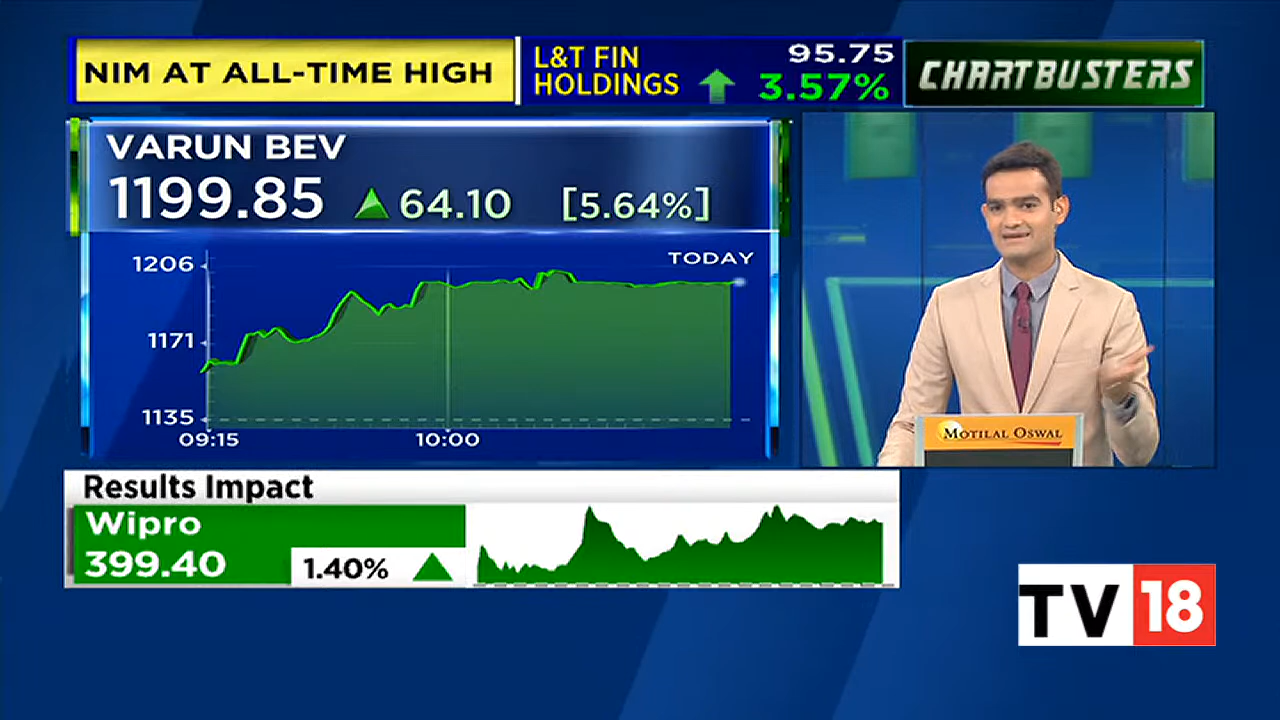 NIM AT ALL-TIME HIGH
L&T FIN
HOLDINGS
95.75
3.57%
CHARTBUSTERS
VARUN BEV
1199.85 64.10 [5.64%]
TODAY
1206
1171
1135
09:15 10:00
MOTILAL OSWAL
Results Impact
Wipro
399.40 1.40%
TV18